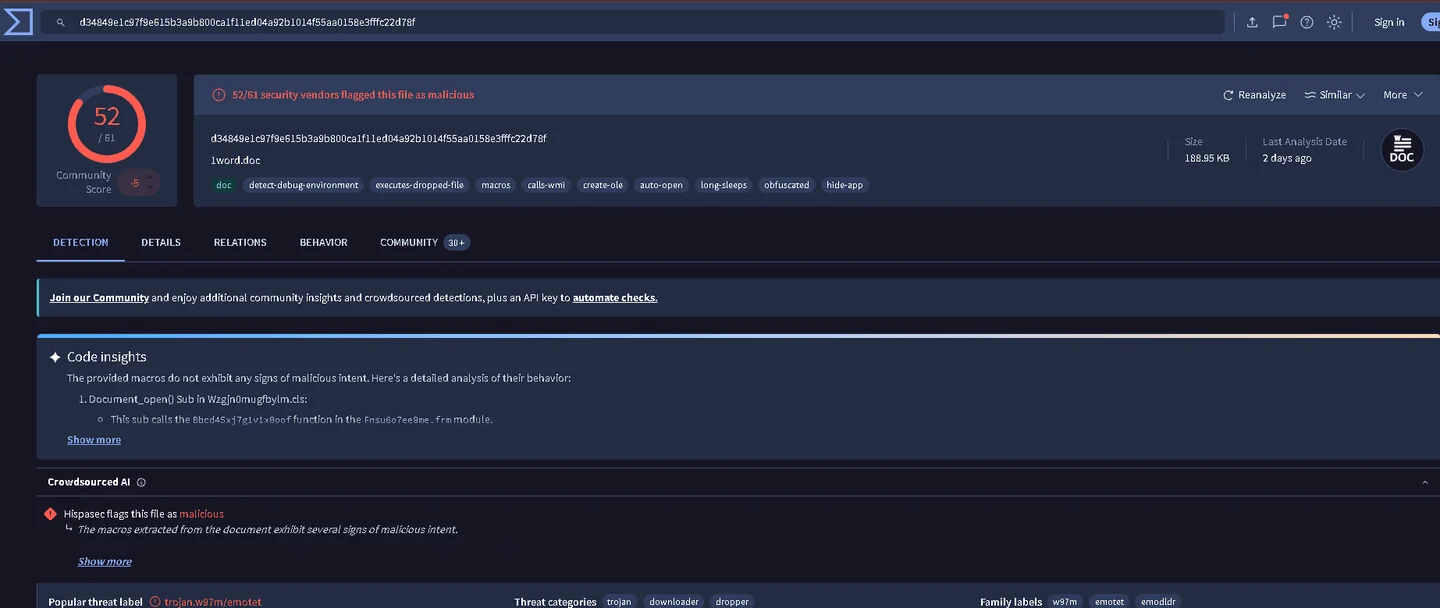 d34849e1c97f9e615b3a9b800ca1f11ed04a92b1014f55aa0158e3fffc22d78f
Sign in
52
/ 61
Community Score
-5
52/61 security vendors flagged this file as malicious
Reanalyze
Similar
More
d34849e1c97f9e615b3a9b800ca1f11ed04a92b1014f55aa0158e3fffc22d78f
1word.doc
doc detect-debug-environment executes-dropped-file macros calls-wmi create-ole auto-open long-sleeps obfuscated hide-app
Size
188.95 KB
Last Analysis Date
2 days ago
W
DOC
DETECTION DETAILS RELATIONS BEHAVIOR COMMUNITY 30+
Join our Community and enjoy additional community insights and crowdsourced detections, plus an API key to automate checks.
Code insights
The provided macros do not exhibit any signs of malicious intent. Here's a detailed analysis of their behavior:
1. Document_open() Sub in Wzgjn0mugfbylm.cls:
This sub calls the Bbcd45xj7g1v1x0oof function in the Fnsu6o7ee8me.frm module.
Show more
Crowdsourced AI
Hispasec flags this file as malicious
The macros extracted from the document exhibit several signs of malicious intent.
Show more
Popular threat label trojan.w97m/emotet
Threat categories trojan downloader dropper
Family labels w97m emotet emodldr